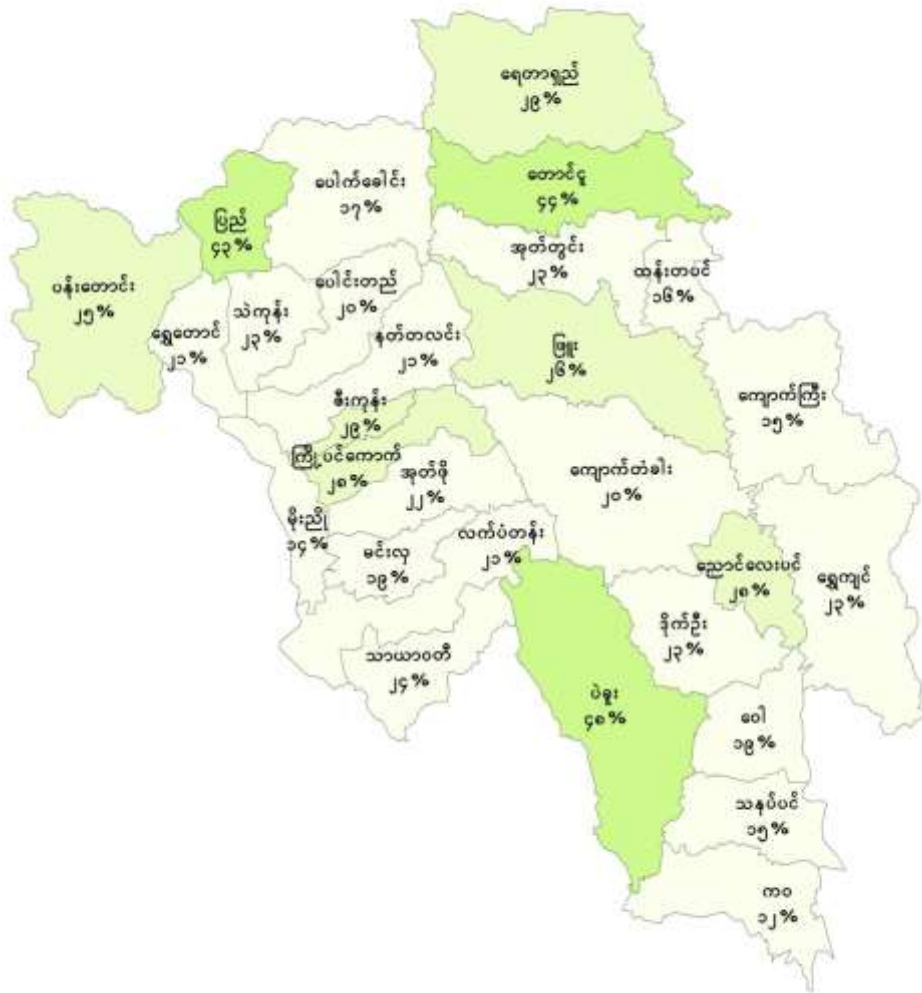 ရေတာရှည်
၂၉%
တောင်ငူ
၄၄%
ပေါက်ခေါင်း
၁၇%
ပြည်
၄၃%
အုတ်တွင်း
၂၃%
ထန်းတပင်
၁၆%
ပန်းတောင်း
၂၅%
ပေါင်းတည်
၂၀%
သဲကုန်း
၂၃%
ရွှေတောင်
၂၁%
နတ်တလင်း
၂၁%
ဖြူး
၂၆%
ကျောက်ကြီး
၁၅%
ဇီးကုန်း
၂၉%
ကြို့ပင်ကောက်
၂၈%
အုတ်ဖို
၂၂%
ကျောက်တံခါး
၂၀%
မိုးညို
၁၄%
မင်းလှ
၁၉%
လက်ပံတန်း
၂၁%
ညောင်လေးပင်
၂၈%
ရွှေကျင်
၂၃%
ဒိုက်ဦး
၂၃%
သာယာဝတီ
၂၄%
ပဲခူး
၄၈%
ဝေါ
၁၉%
သနပ်ပင်
၁၅%
ကဝ
၁၂%